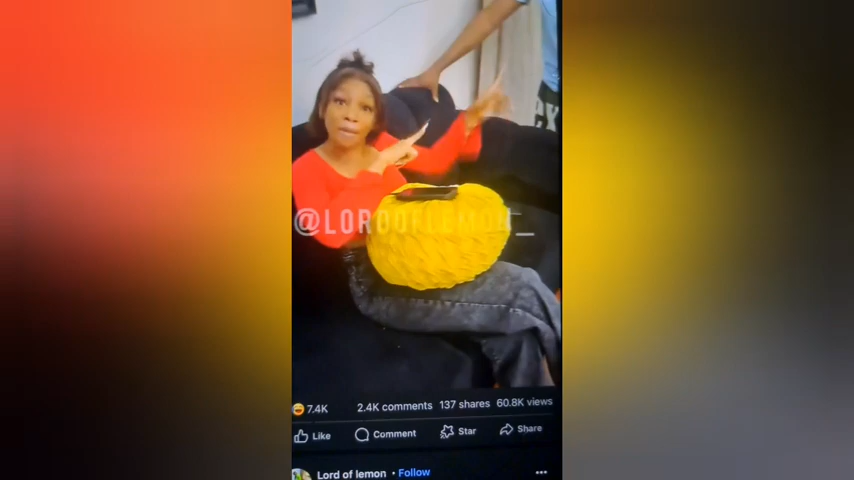 EX
@LORDOFLEMON_
7.4K 2.4K comments 137 shares 60.8K views
Like Comment Star Share
Lord of lemon • Follow